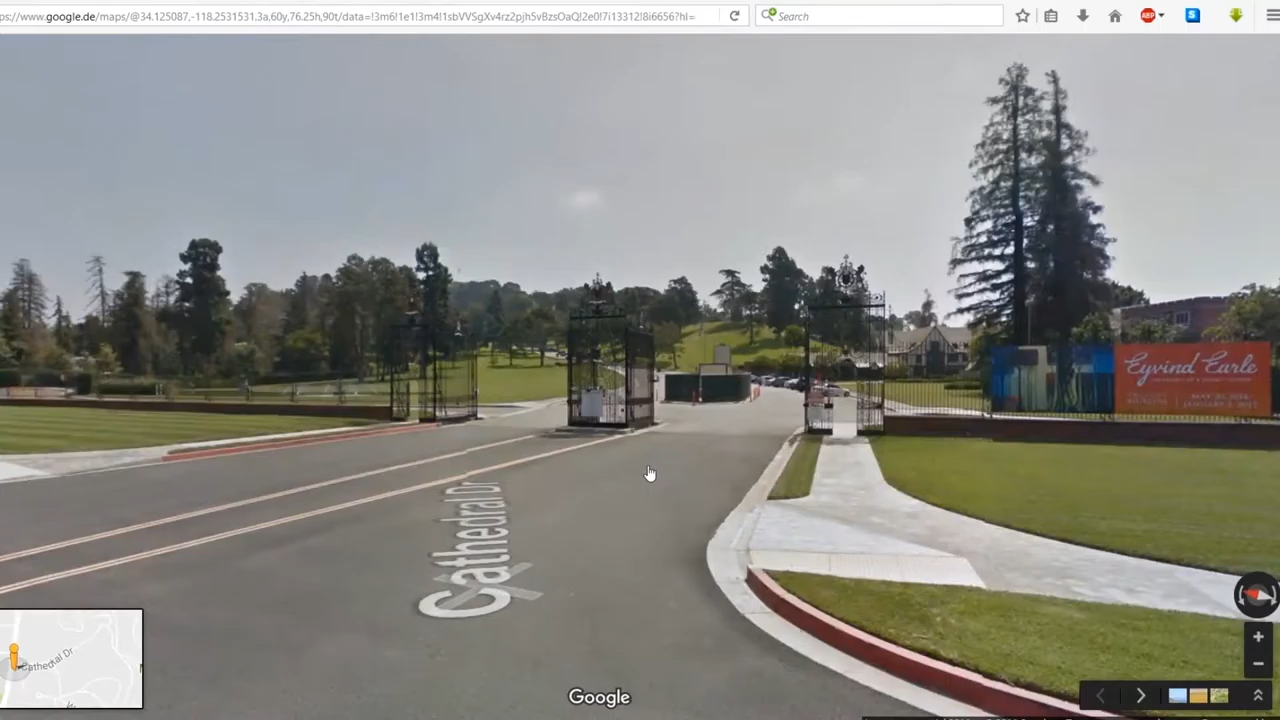 ps://www.google.de/maps/@34.125087,-118.2531531,3a,60y,76.25h,90t/data=!3m6!1e1!3m4!1sbVVSgXv4rz2pjh5vBzsOaQ!2e0!7i13312!8i6656?hl=
Search
ABP
S
Eyvind Earle
Cathedral Dr
Cathedral Dr
Google